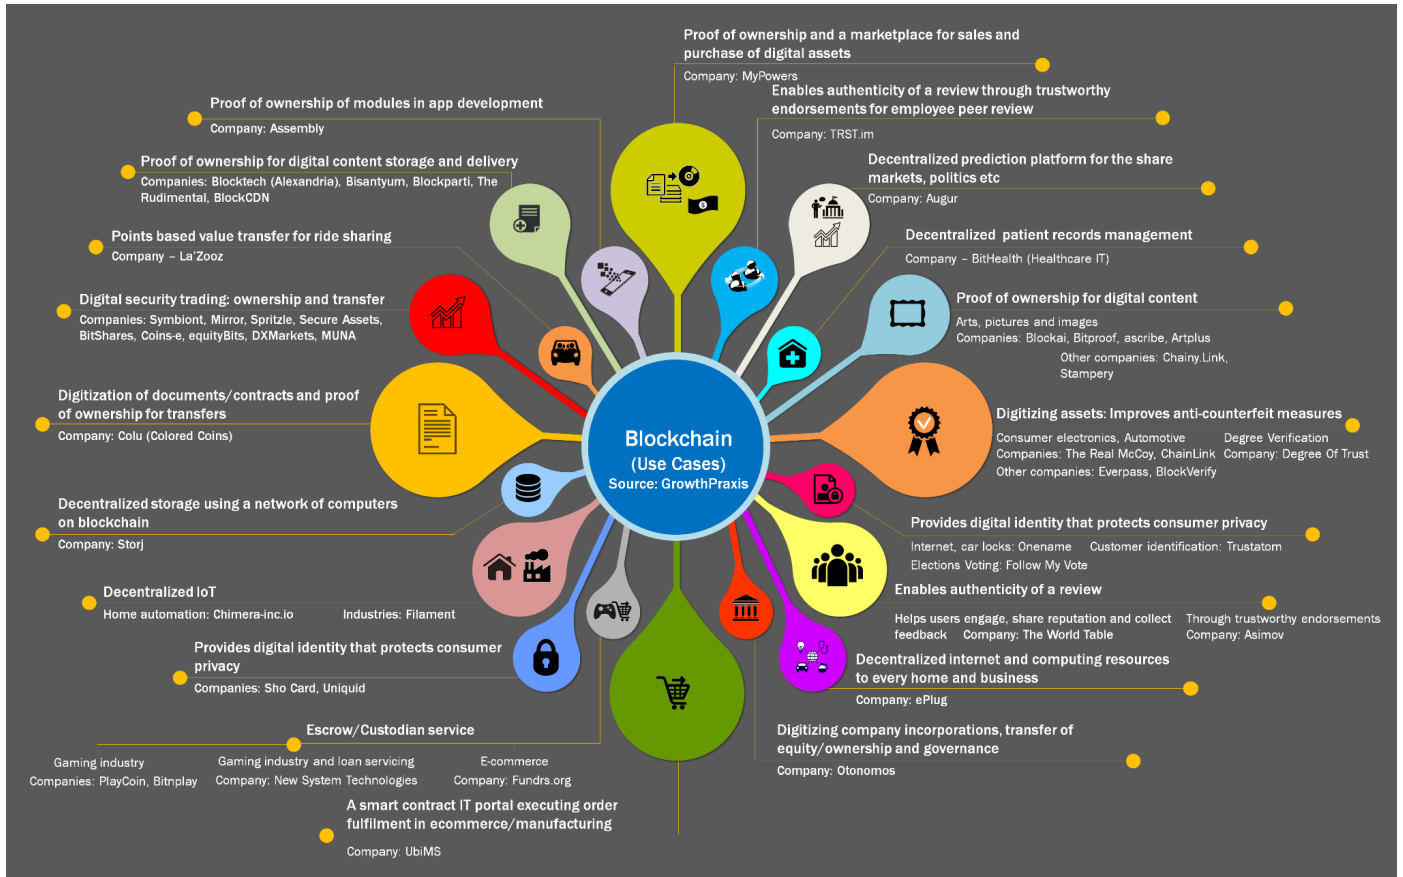 Proof of ownership and a marketplace for sales and
purchase of digital assets
Company: MyPowers
Enables authenticity of a review through trustworthy
endorsements for employee peer review
Company: TRST.im
Decentralized prediction platform for the share
markets, politics etc
Company: Augur
Decentralized patient records management
Company – BitHealth (Healthcare IT)
Proof of ownership for digital content
Arts, pictures and images
Companies: Blockai, Bitproof, ascribe, Artplus
Other companies: Chainy.Link,
Stampery
Digitizing assets: Improves anti-counterfeit measures
Consumer electronics, Automotive
Companies: The Real McCoy, ChainLink
Other companies: Everpass, BlockVerify
Degree Verification
Company: Degree Of Trust
Provides digital identity that protects consumer privacy
Internet, car locks: Onename
Customer identification: Trustatom
Elections Voting: Follow My Vote
Enables authenticity of a review
Helps users engage, share reputation and collect
feedback Company: The World Table
Through trustworthy endorsements
Company: Asimov
Decentralized internet and computing resources
to every home and business
Company: ePlug
Digitizing company incorporations, transfer of
equity/ownership and governance
Company: Otonomos
Proof of ownership of modules in app development
Company: Assembly
Proof of ownership for digital content storage and delivery
Companies: Blocktech (Alexandria), Bisantyum, Blockparti, The
Rudimental, BlockCDN
Points based value transfer for ride sharing
Company – La'Zooz
Digital security trading: ownership and transfer
Companies: Symbiont, Mirror, Spritzle, Secure Assets,
BitShares, Coins-e, equityBits, DXMarkets, MUNA
Digitization of documents/contracts and proof
of ownership for transfers
Company: Colu (Colored Coins)
Decentralized storage using a network of computers
on blockchain
Company: Storj
Decentralized IoT
Home automation: Chimera-inc.io
Industries: Filament
Provides digital identity that protects consumer
privacy
Companies: Sho Card, Uniquid
Escrow/Custodian service
Gaming industry
Companies: PlayCoin, Bitnplay
Gaming industry and loan servicing
Company: New System Technologies
E-commerce
Company: Fundrs.org
A smart contract IT portal executing order
fulfilment in ecommerce/manufacturing
Company: UbiMS
Blockchain
(Use Cases)
Source: GrowthPraxis